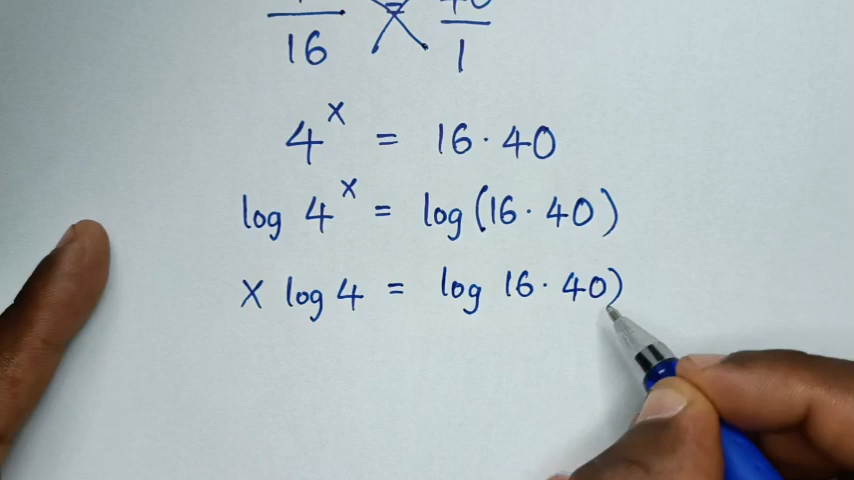 16 = 1
4^x = 16 · 40
log 4^x = log(16 · 40)
x log 4 = log 16 · 40)